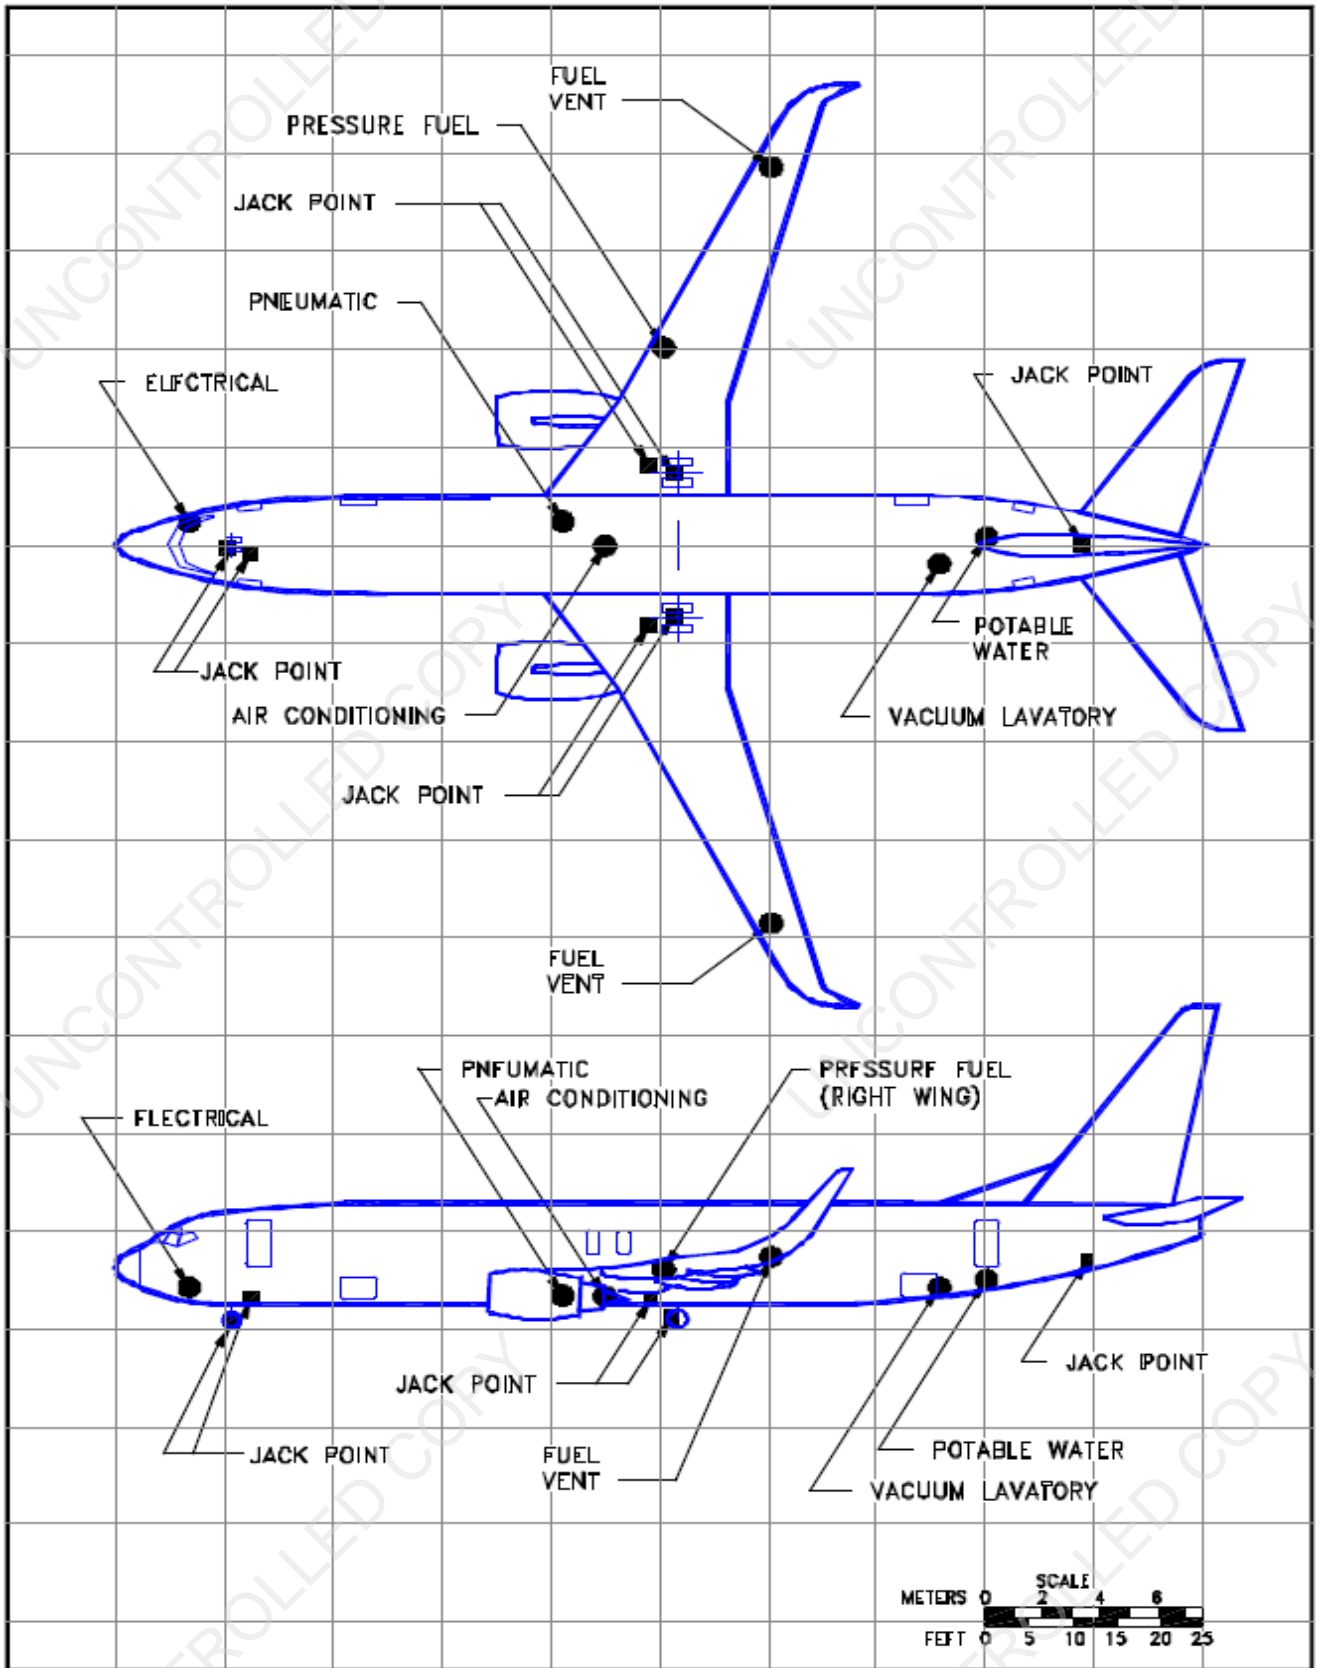 FUEL
VENT
PRESSURE FUEL
JACK POINT
PNEUMATIC
ELECTRICAL
JACK POINT
POTABLE
WATER
JACK POINT
AIR CONDITIONING
VACUUM LAVATORY
JACK POINT
FUEL
VENT
PNEUMATIC
PRESSURE FUEL
AIR CONDITIONING
(RIGHT WING)
ELECTRICAL
JACK POINT
JACK POINT
JACK POINT
FUEL
VENT
POTABLE WATER
VACUUM LAVATORY
SCALE
METERS 0 2 4 6
FEET 0 5 10 15 20 25
UNCONTROLLED
UNCONTROLLED
UNCONTROLLED COPY
UNCONTROLLED COPY
UNCONTROLLED COPY
UNCONTROLLED COPY